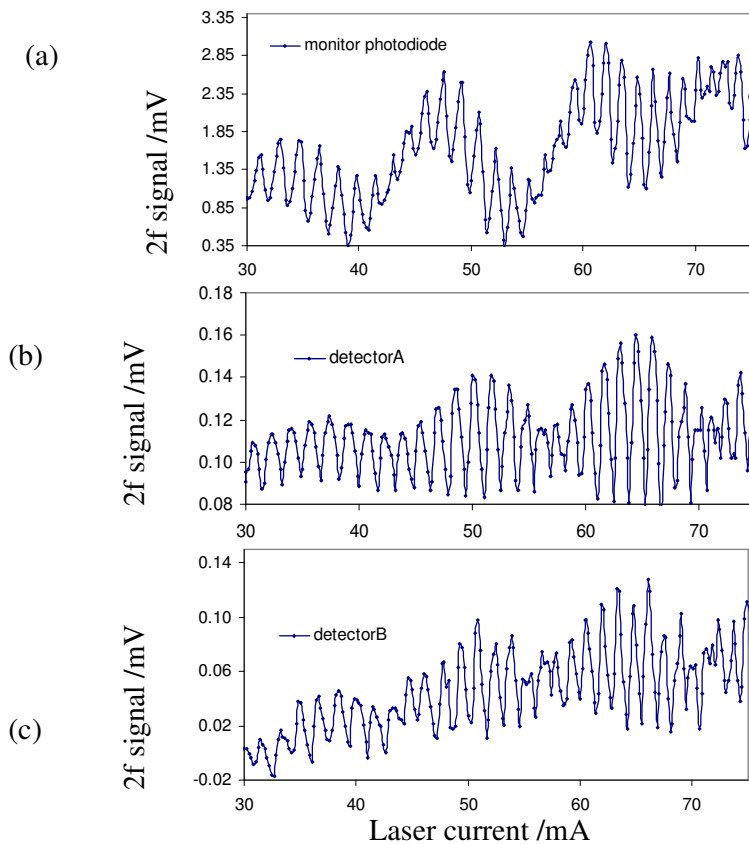 (a)
2f signal /mV
3.35
2.85
2.35
1.85
1.35
0.85
0.35
monitor photodiode
30 40 50 60 70
(b)
2f signal /mV
0.18
0.16
0.14
0.12
0.10
0.08
detectorA
30 40 50 60 70
(c)
2f signal /mV
0.14
0.10
0.06
0.02
-0.02
detectorB
30 40 50 60 70
Laser current /mA